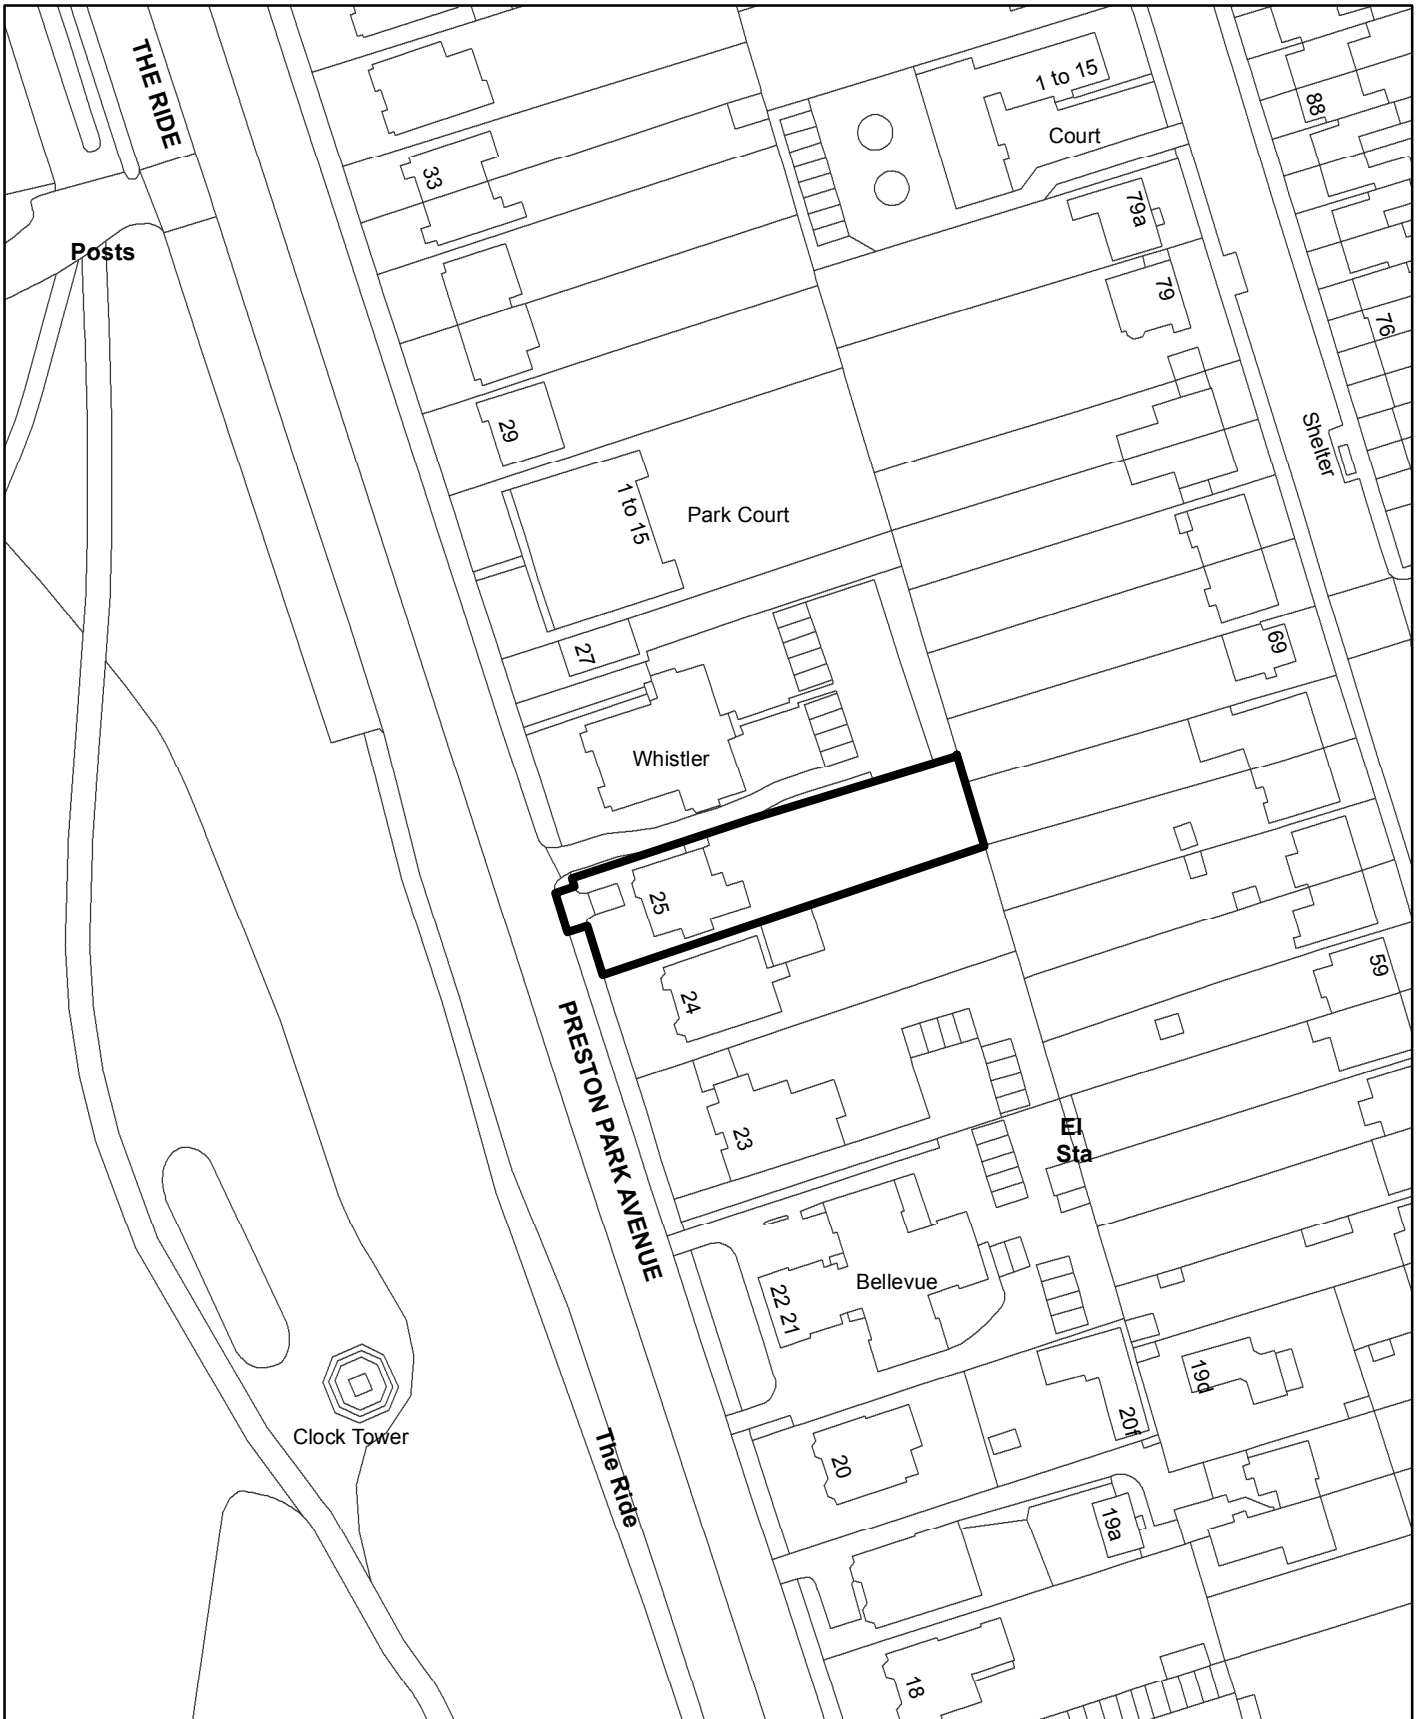 THE RIDE
1 to 15
Court
88
33
79a
Posts
79
76
29
Shelter
1 to 15
Park Court
27
69
Whistler
25
59
24
PRESTON PARK AVENUE
23
El
Sta
Bellevue
22 21
19d
20f
Clock Tower
The Ride
20
19a
18